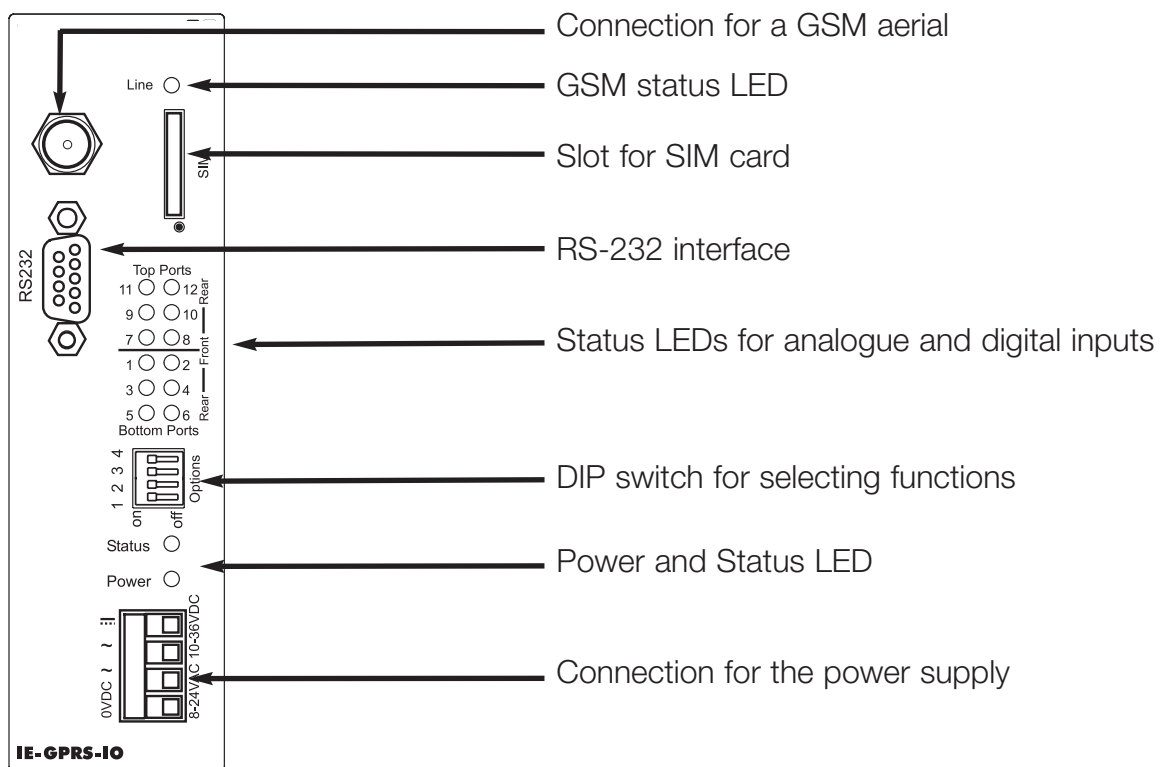 Connection for a GSM aerial
Line
GSM status LED
SIM
Slot for SIM card
RS232
RS-232 interface
Top Ports
11 12
9 10
7 8
1 2
3 4
5 6
Rear
Front
Rear
Bottom Ports
Status LEDs for analogue and digital inputs
1 2 3 4
on
off
Options
DIP switch for selecting functions
Status
Power
Power and Status LED
0VDC ~ ~
8-24VAC 10-36VDC
Connection for the power supply
IE-GPRS-IO